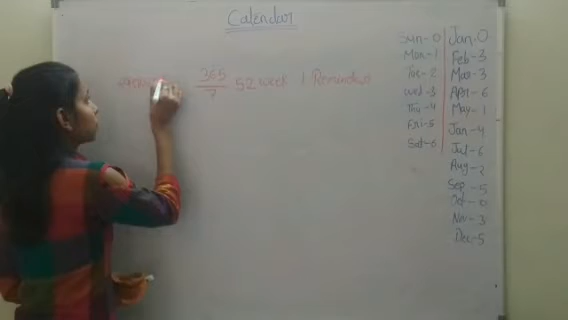 Calendar
365
7
52 week
1 Remindar
Sun-0
Mon-1
Tue-2
Wed-3
Thu-4
Fri-5
Sat-6
Jan-0
Feb-3
Mar-3
Apr-6
May-1
Jan-4
Jul-6
Aug-2
Sep-5
Oct-0
Nov-3
Dec-5